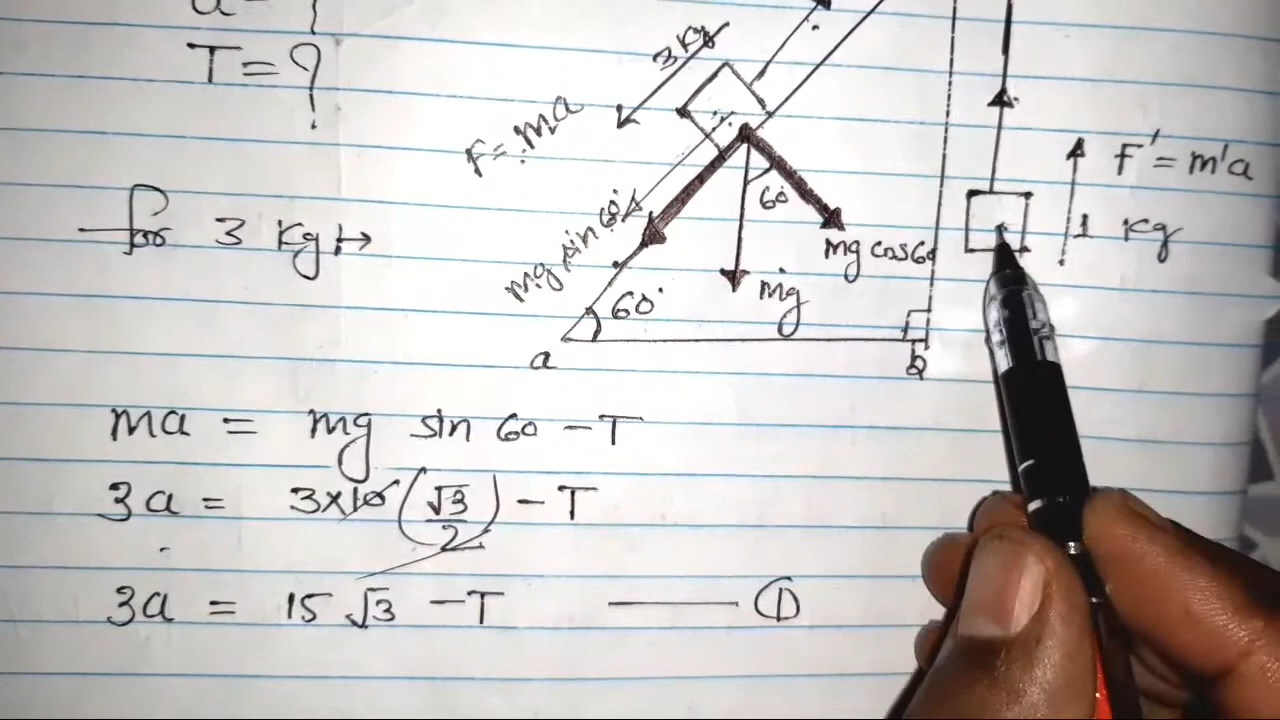 T = ?
3 kg
F = ma
F' = m'a
for 3 kg ↦
mg sin 60°
60°
mg cos 60
1 kg
mg
60°
a
b
ma = mg sin 60 - T
3a = 3×10 (√3/2) - T
3a = 15√3 - T —— ①